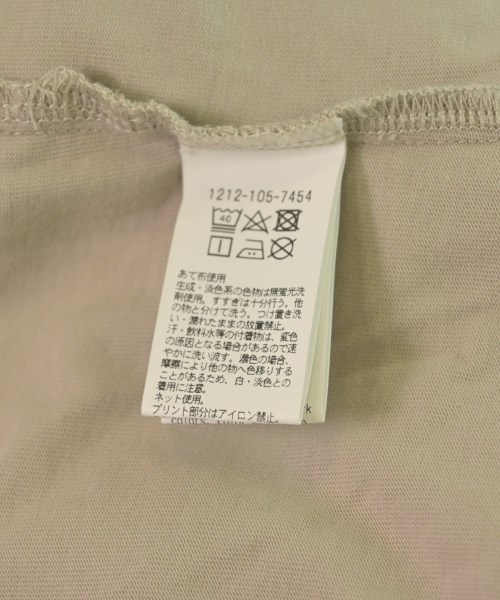 1212-105-7454
40
あて布使用
生成・淡色系の色物は無蛍光洗
剤使用。すすぎは十分行う。他
の物と分けて洗う。つけ置き洗
い・濡れたままの放置禁止。
汗・飲料水等の付着物は、変色
の原因となる場合があるので速
やかに洗い流す。濃色の場合、
摩擦により他の物へ色移りする
ことがあるため、白・淡色との
着用に注意。
ネット使用。
プリント部分はアイロン禁止。